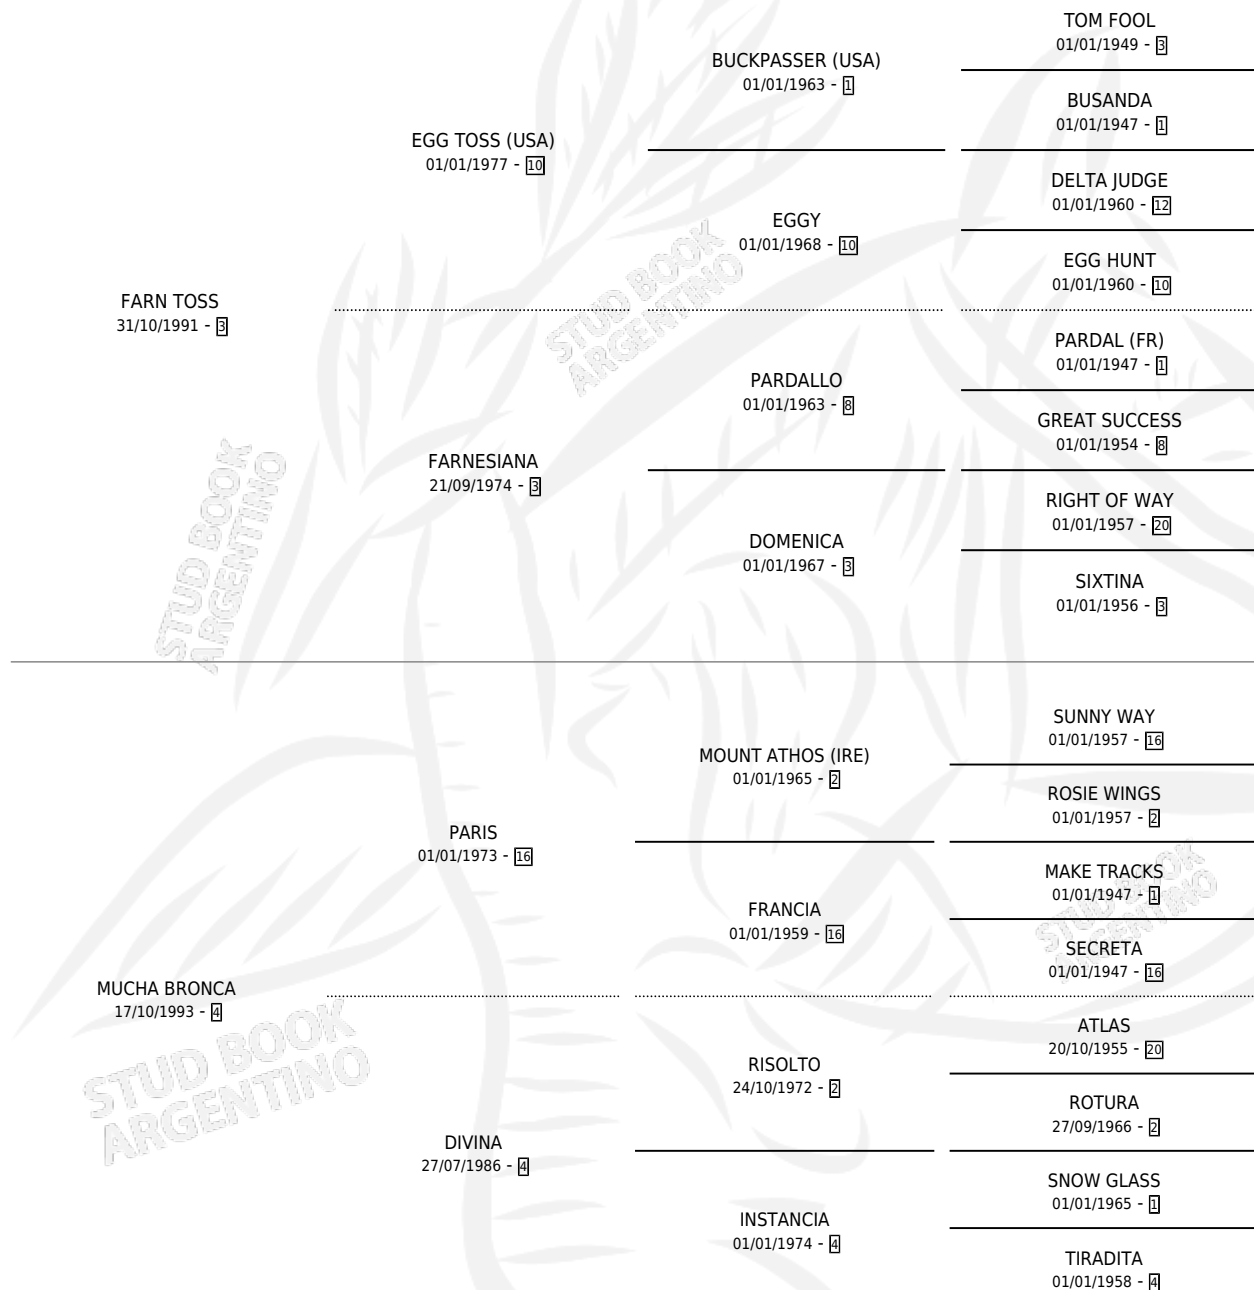 TOM FOOL
01/01/1949 - 3
BUCKPASSER (USA)
01/01/1963 - 1
BUSANDA
01/01/1947 - 1
EGG TOSS (USA)
01/01/1977 - 10
DELTA JUDGE
01/01/1960 - 12
EGGY
01/01/1968 - 10
EGG HUNT
01/01/1960 - 10
FARN TOSS
31/10/1991 - 3
STUD BOOK
ARGENTINO
PARDAL (FR)
01/01/1947 - 1
PARDALLO
01/01/1963 - 8
GREAT SUCCESS
01/01/1954 - 8
FARNESIANA
21/09/1974 - 3
RIGHT OF WAY
01/01/1957 - 20
DOMENICA
01/01/1967 - 3
SIXTINA
01/01/1956 - 3
STUD BOOK
ARGENTINO
SUNNY WAY
01/01/1957 - 16
MOUNT ATHOS (IRE)
01/01/1965 - 2
ROSIE WINGS
01/01/1957 - 2
PARIS
01/01/1973 - 16
MAKE TRACKS
01/01/1947 - 1
FRANCIA
01/01/1959 - 16
SECRETA
01/01/1947 - 16
STUD BOOK
ARGENTINO
MUCHA BRONCA
17/10/1993 - 4
ATLAS
20/10/1955 - 20
RISOLTO
24/10/1972 - 2
ROTURA
27/09/1966 - 2
STUD BOOK
ARGENTINO
DIVINA
27/07/1986 - 4
SNOW GLASS
01/01/1965 - 1
INSTANCIA
01/01/1974 - 4
TIRADITA
01/01/1958 - 4